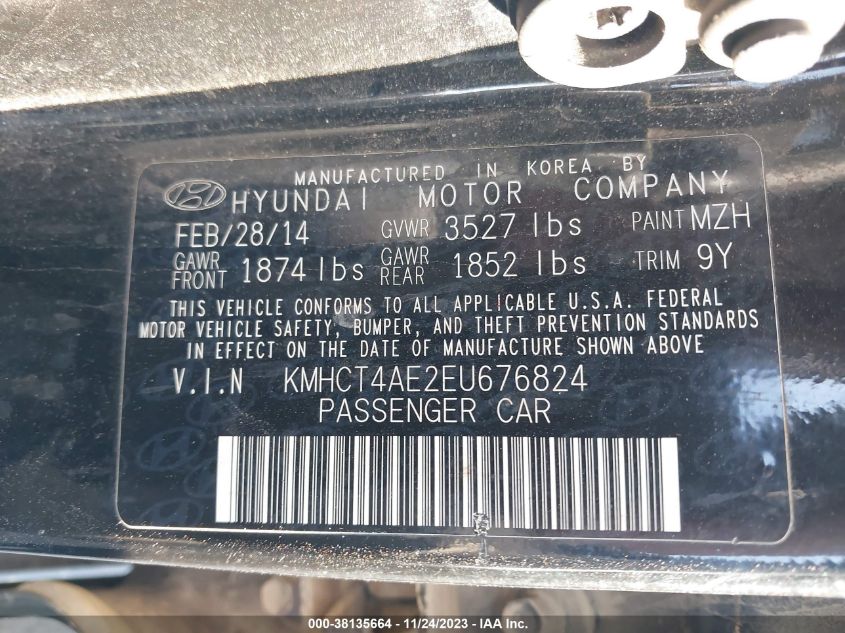 MANUFACTURED IN KOREA BY
HYUNDAI MOTOR COMPANY
FEB/28/14 GVWR 3527 lbs PAINT MZH
GAWR FRONT 1874 lbs GAWR REAR 1852 lbs TRIM 9Y
THIS VEHICLE CONFORMS TO ALL APPLICABLE U.S.A. FEDERAL
MOTOR VEHICLE SAFETY, BUMPER, AND THEFT PREVENTION STANDARDS
IN EFFECT ON THE DATE OF MANUFACTURE SHOWN ABOVE
V.I.N KMHCT4AE2EU676824
PASSENGER CAR
000-38135664 - 11/24/2023 - IAA Inc.